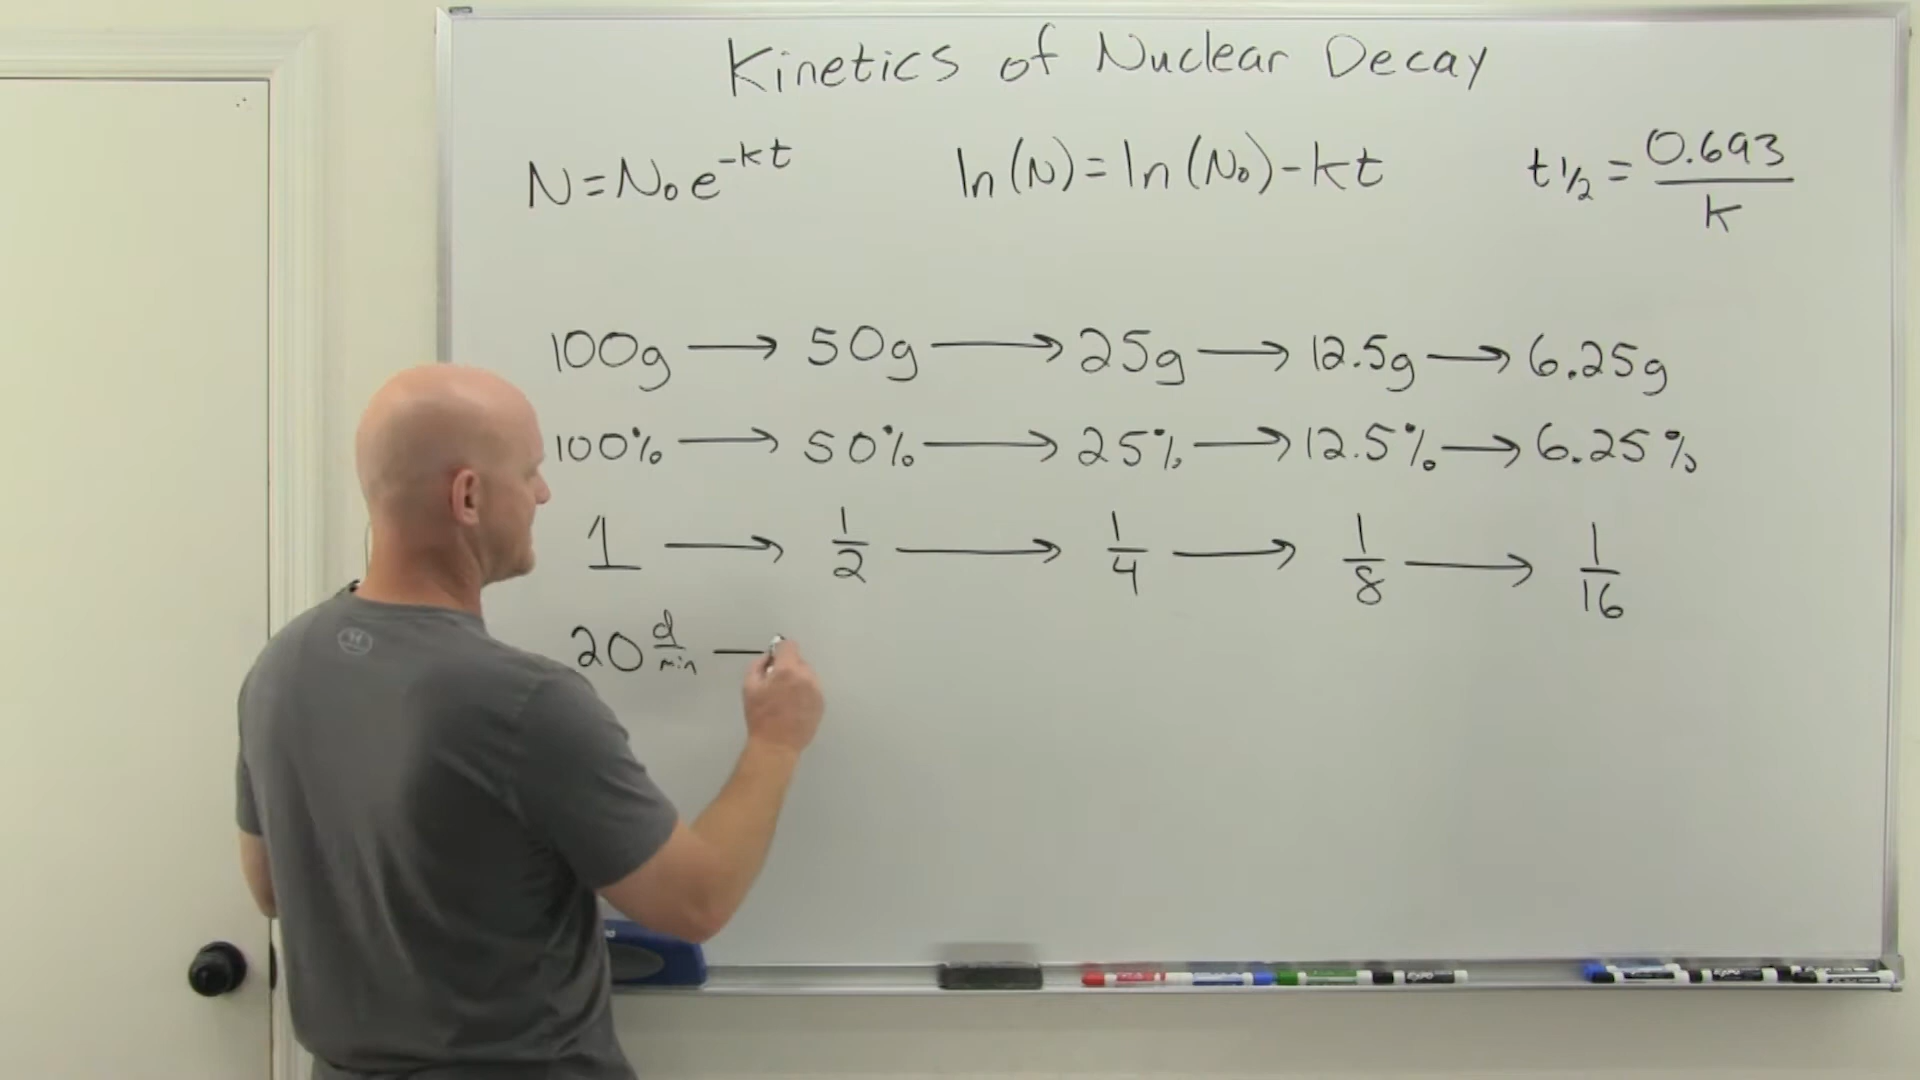 Kinetics of Nuclear Decay
N=N₀e^-kt ln(N)=ln(N₀)-kt t½=0.693/k
100g → 50g → 25g → 12.5g → 6.25g
100% → 50% → 25% → 12.5% → 6.25%
1 → 1/2 → 1/4 → 1/8 → 1/16
20 d/min —
EXPO
EXPO